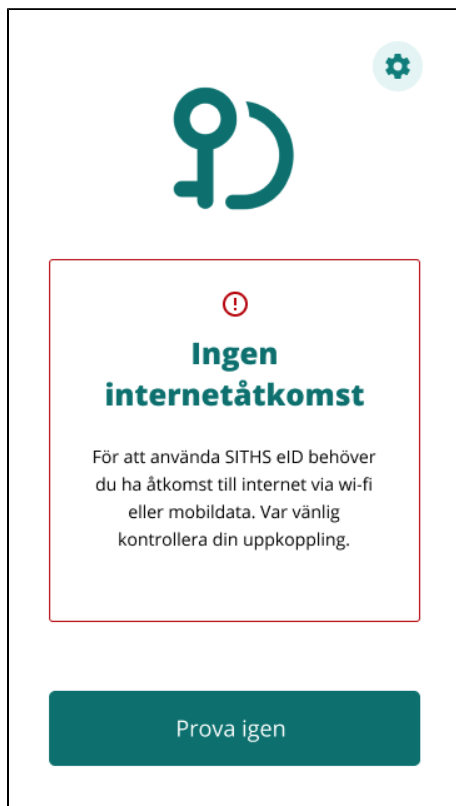 Ingen
internetåtkomst
För att använda SITHS eID behöver
du ha åtkomst till internet via wi-fi
eller mobildata. Var vänlig
kontrollera din uppkoppling.
Prova igen